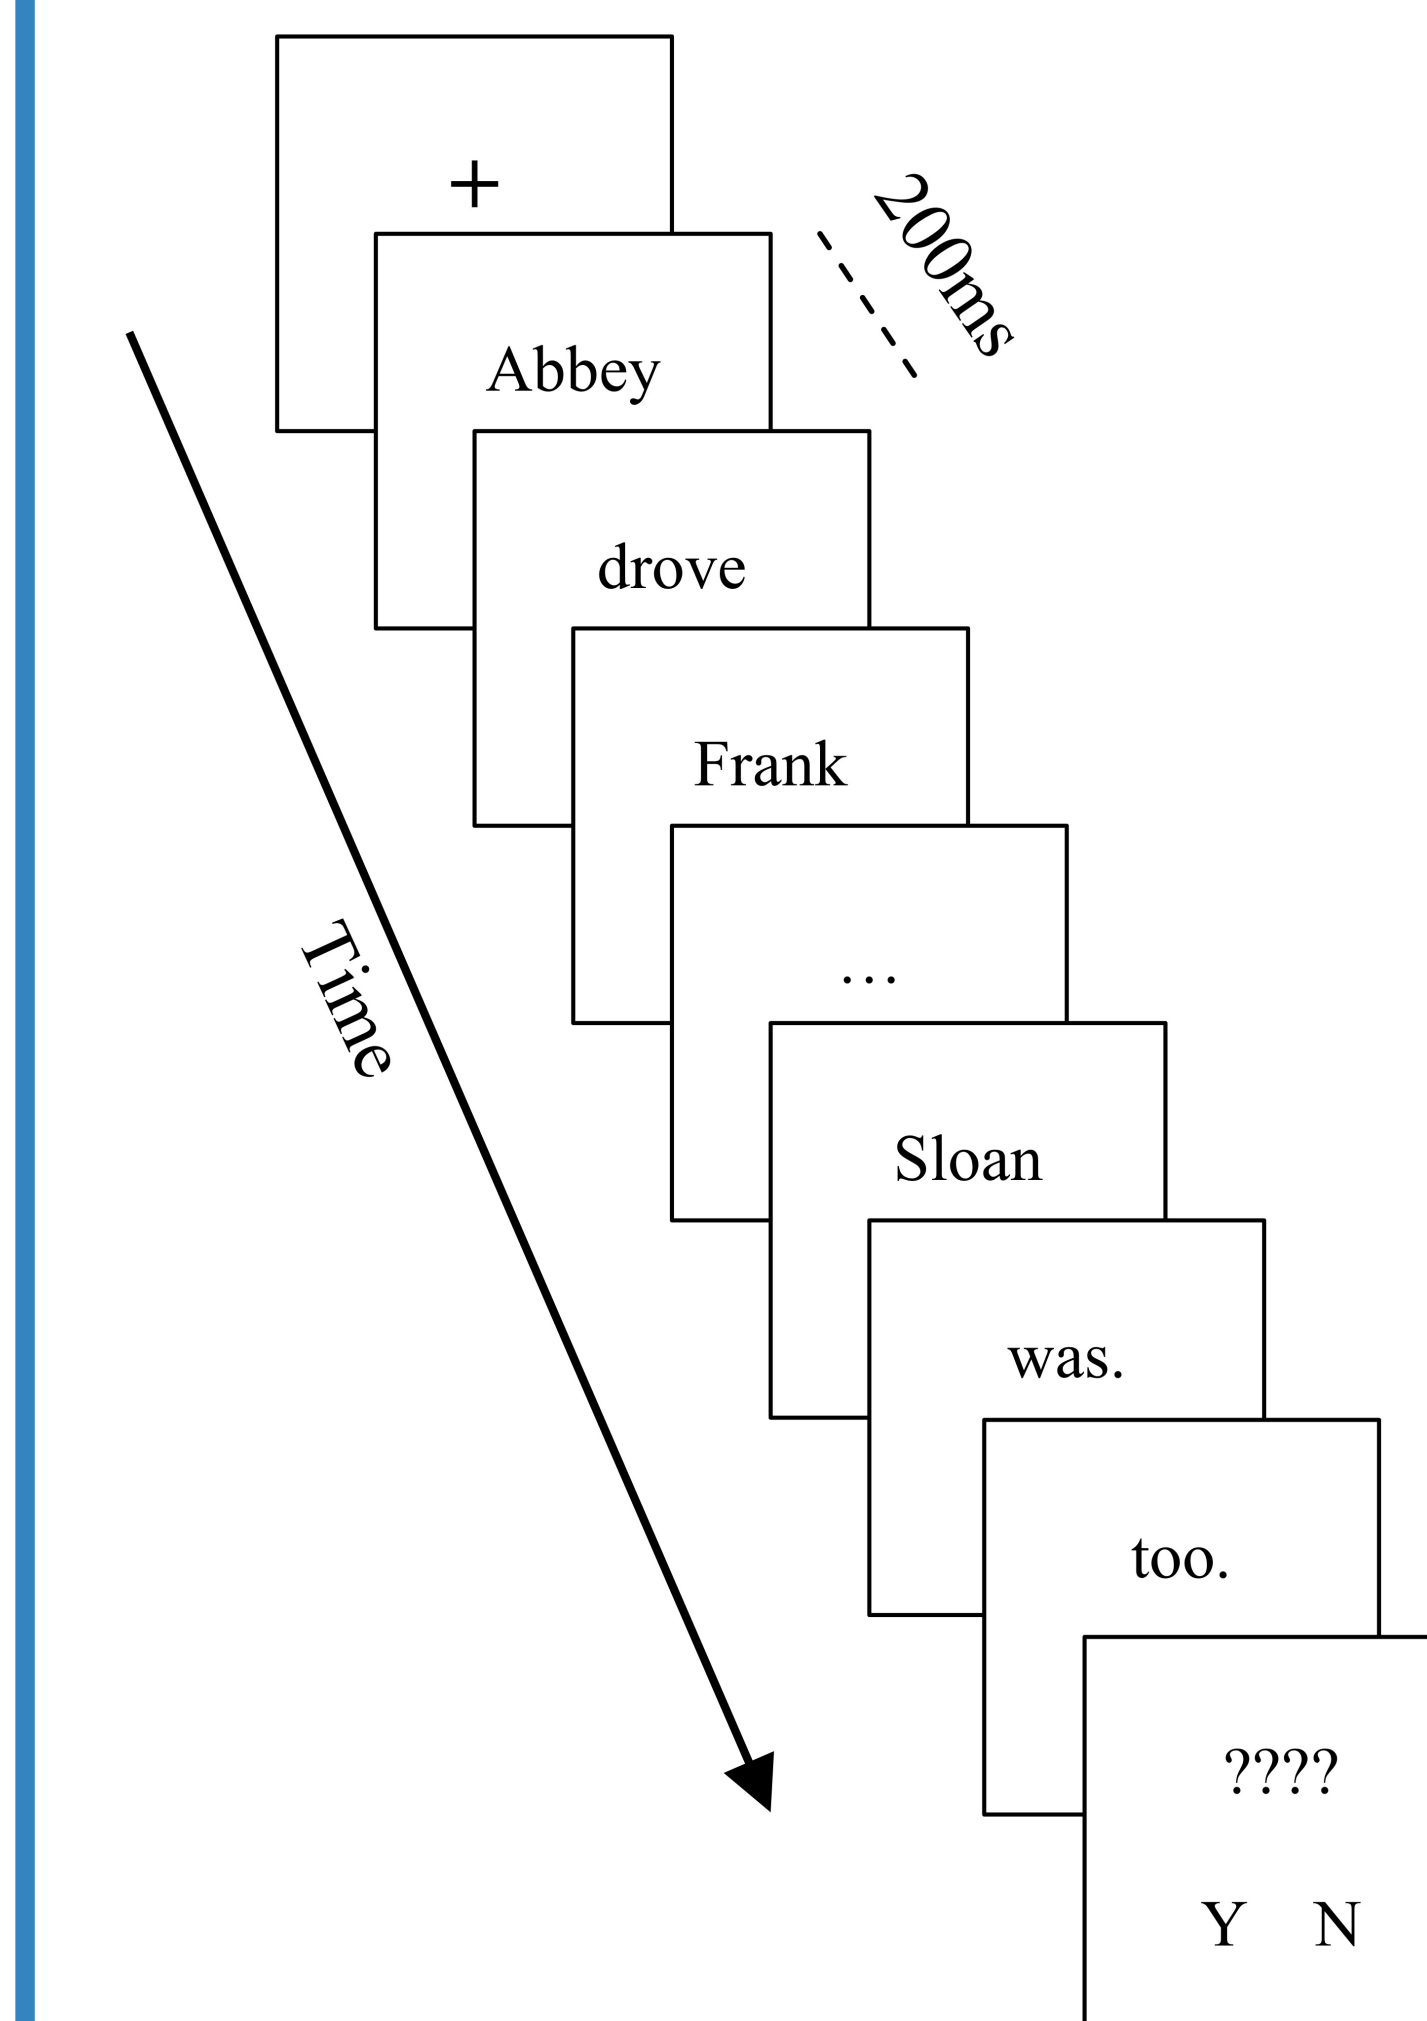 +
200ms
Abbey
drove
Frank
...
Time
Sloan
was.
too.
????
Y N